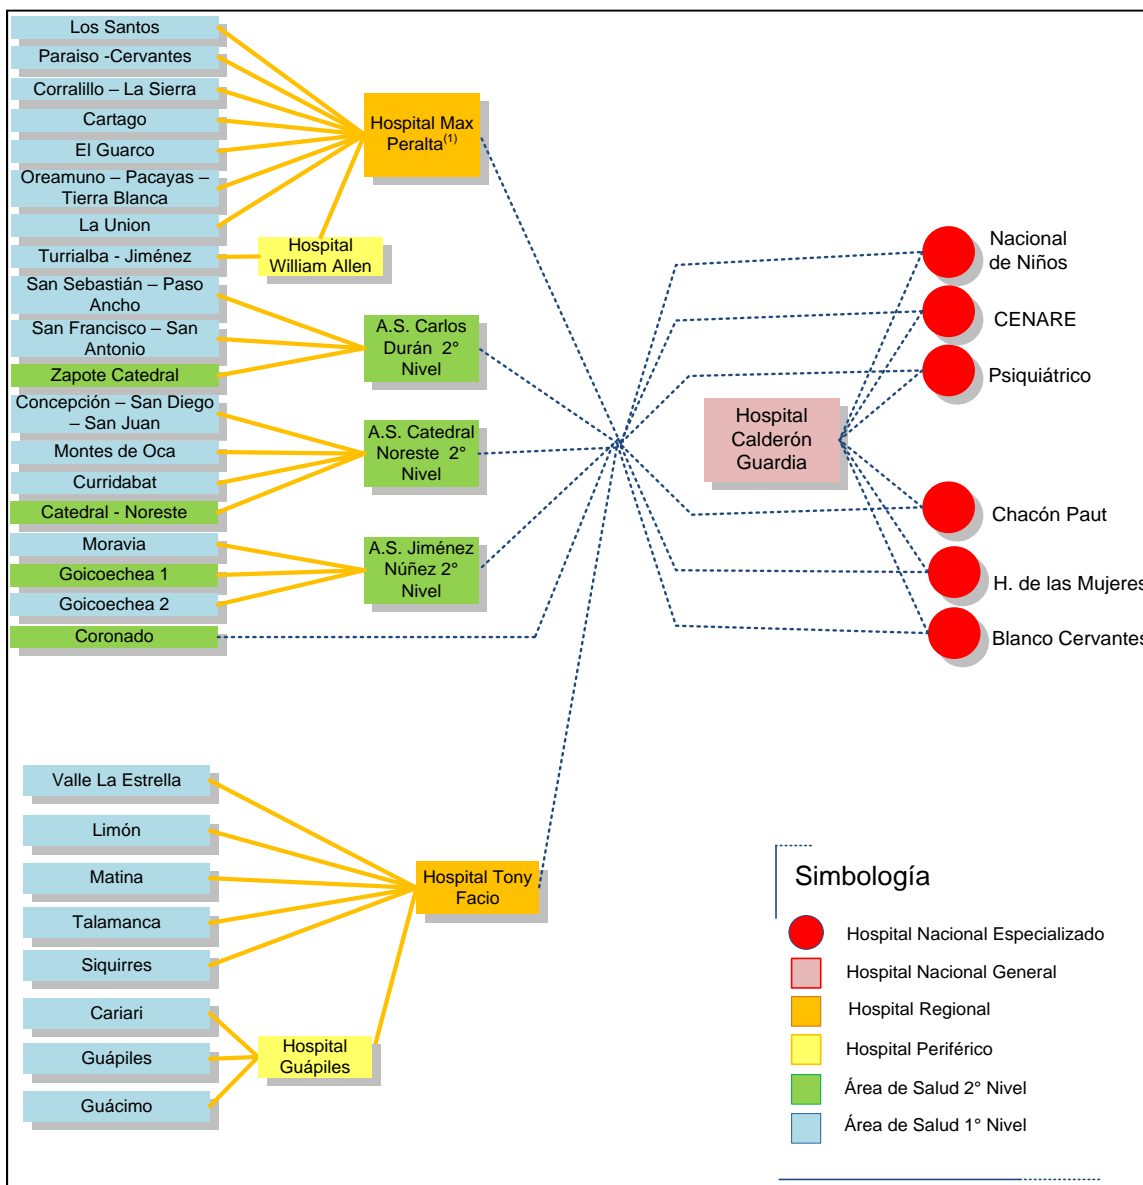 Los Santos
Paraiso -Cervantes
Corralillo – La Sierra
Cartago
El Guarco
Oreamuno – Pacayas –
Tierra Blanca
La Union
Turrialba - Jiménez
San Sebastián – Paso
Ancho
San Francisco – San
Antonio
Zapote Catedral
Concepción – San Diego
– San Juan
Montes de Oca
Curridabat
Catedral - Noreste
Moravia
Goicoechea 1
Goicoechea 2
Coronado
Hospital Max
Peralta(1)
Hospital
William Allen
A.S. Carlos
Durán 2°
Nivel
A.S. Catedral
Noreste 2°
Nivel
A.S. Jiménez
Núñez 2°
Nivel
Hospital
Calderón
Guardia
Nacional
de Niños
CENARE
Psiquiátrico
Chacón Paut
H. de las Mujeres
Blanco Cervantes
Valle La Estrella
Limón
Matina
Talamanca
Siquirres
Cariari
Guápiles
Guácimo
Hospital Tony
Facio
Hospital
Guápiles
Simbología
Hospital Nacional Especializado
Hospital Nacional General
Hospital Regional
Hospital Periférico
Área de Salud 2° Nivel
Área de Salud 1° Nivel